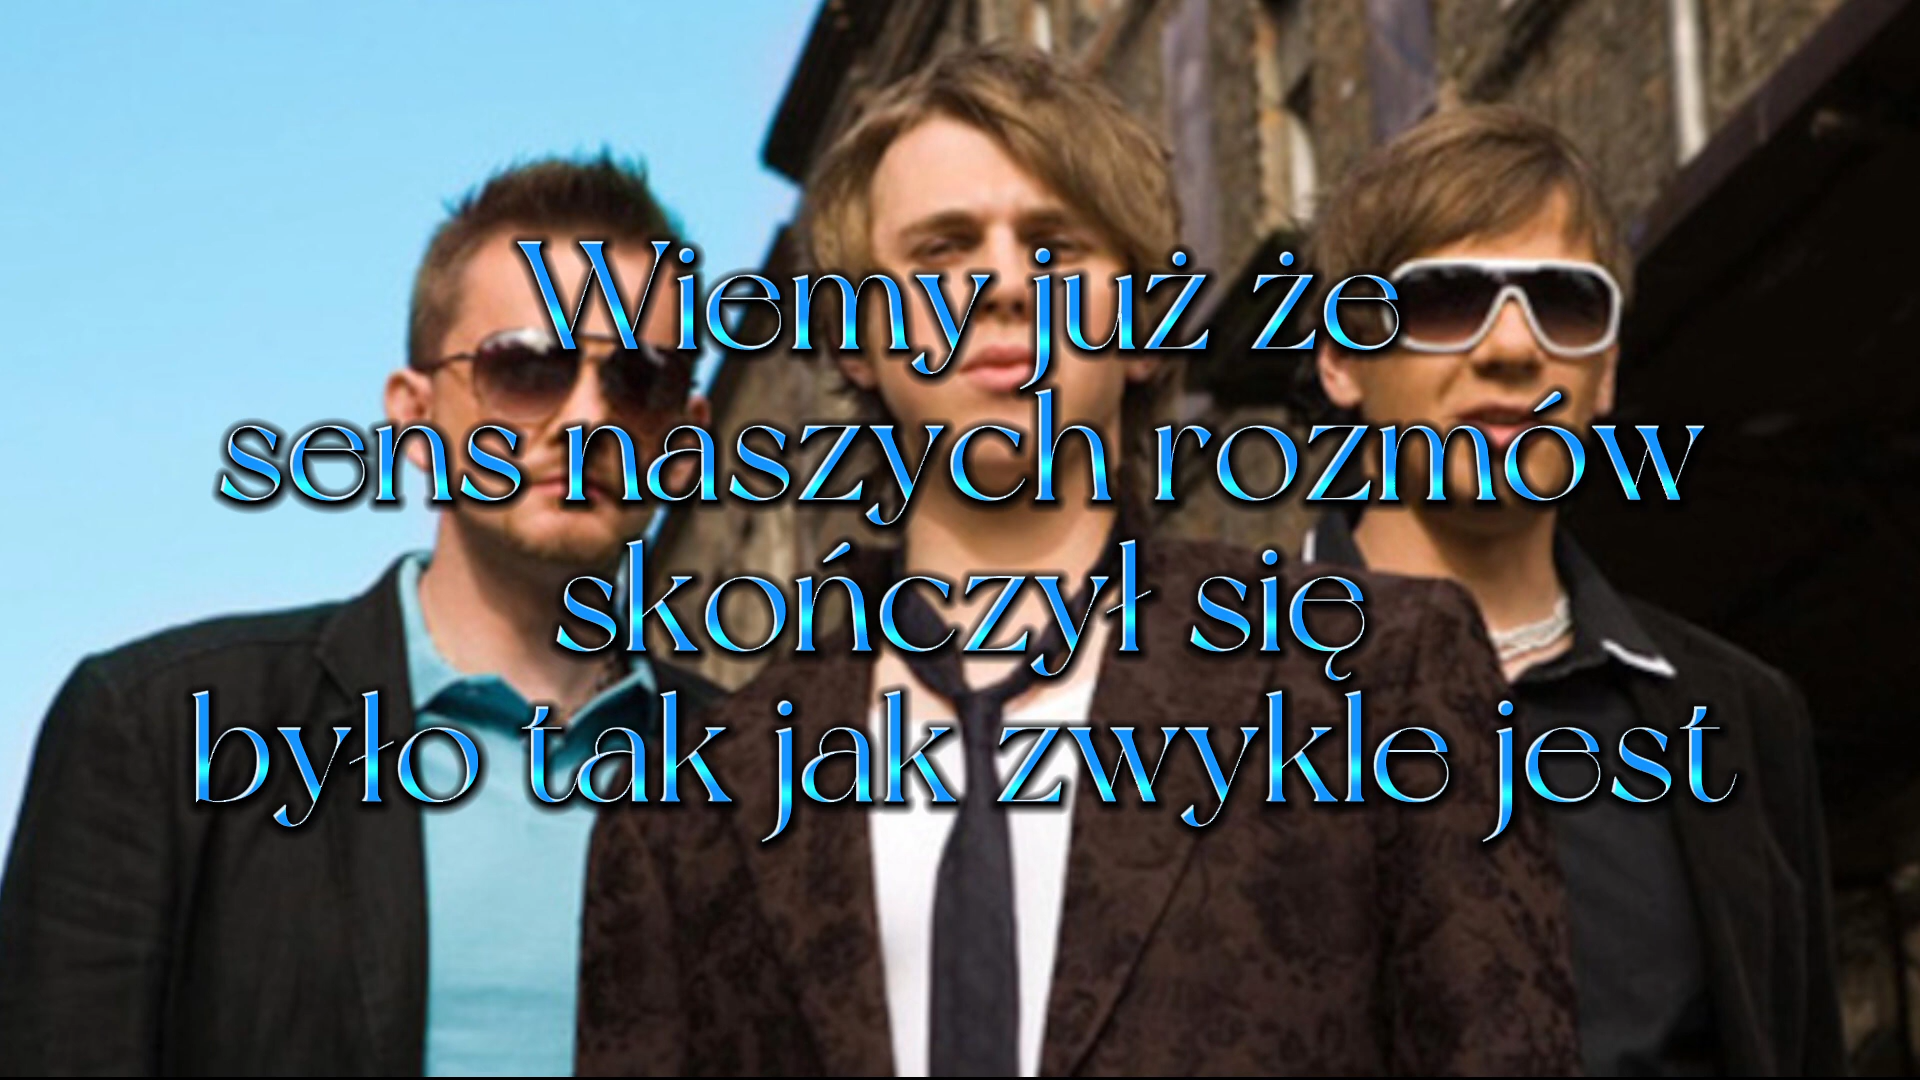 Wiemy już że
sens naszych rozmów
skończył się
było tak jak zwykle jest